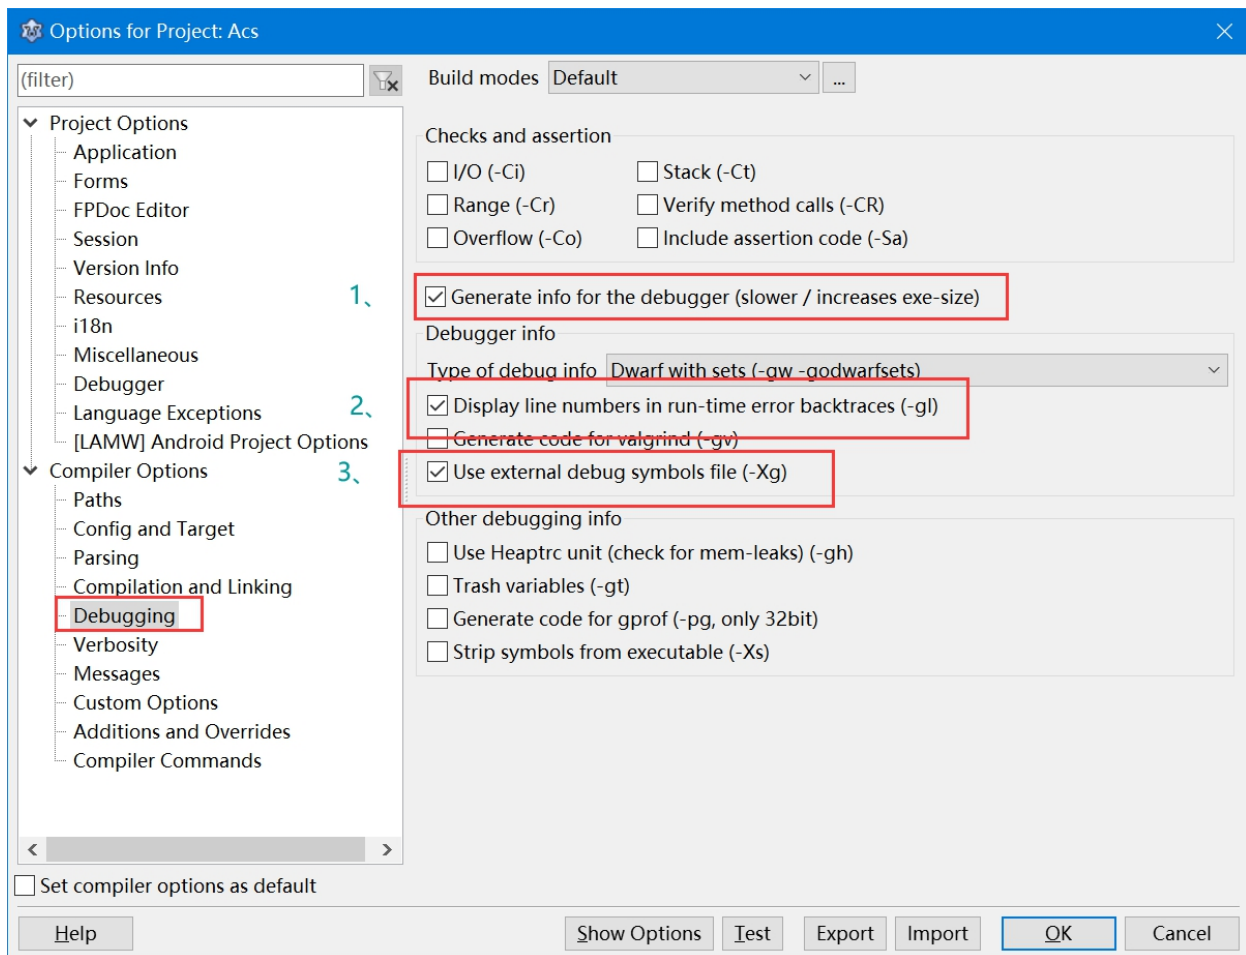 Options for Project: Acs
(filter)
Build modes Default ...
Project Options
Application
Forms
FPDoc Editor
Session
Version Info
Resources
i18n
Miscellaneous
Debugger
Language Exceptions
[LAMW] Android Project Options
Compiler Options
Paths
Config and Target
Parsing
Compilation and Linking
Debugging
Verbosity
Messages
Custom Options
Additions and Overrides
Compiler Commands
Checks and assertion
I/O (-Ci) Stack (-Ct)
Range (-Cr) Verify method calls (-CR)
Overflow (-Co) Include assertion code (-Sa)
1、 Generate info for the debugger (slower / increases exe-size)
Debugger info
Type of debug info Dwarf with sets (-gw -godwarfsets)
2、 Display line numbers in run-time error backtraces (-gl)
Generate code for valgrind (-gv)
3、 Use external debug symbols file (-Xg)
Other debugging info
Use Heaptrc unit (check for mem-leaks) (-gh)
Trash variables (-gt)
Generate code for gprof (-pg, only 32bit)
Strip symbols from executable (-Xs)
Set compiler options as default
Help Show Options Test Export Import OK Cancel